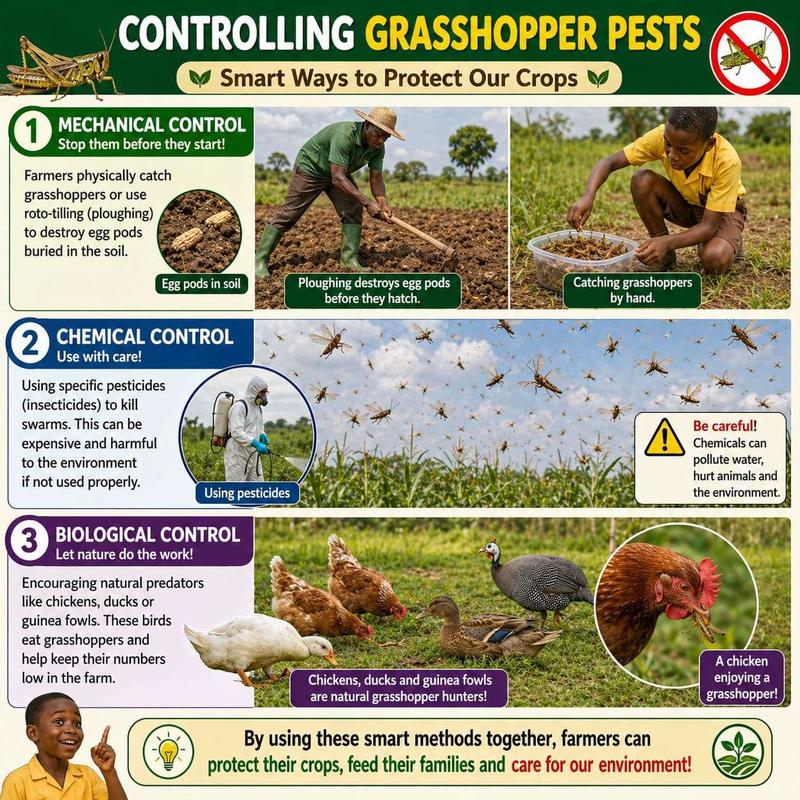 CONTROLLING GRASSHOPPER PESTS
Smart Ways to Protect Our Crops
1
MECHANICAL CONTROL
Stop them before they start!
Farmers physically catch
grasshoppers or use
roto-tilling (ploughing)
to destroy egg pods
buried in the soil.
Egg pods in soil
Ploughing destroys egg pods
before they hatch.
Catching grasshoppers
by hand.
2
CHEMICAL CONTROL
Use with care!
Using specific pesticides
(insecticides) to kill
swarms. This can be
expensive and harmful
to the environment
if not used properly.
Using pesticides
Be careful!
Chemicals can
pollute water,
hurt animals and
the environment.
3
BIOLOGICAL CONTROL
Let nature do the work!
Encouraging natural predators
like chickens, ducks or
guinea fowls. These birds
eat grasshoppers and
help keep their numbers
low in the farm.
Chickens, ducks and guinea fowls
are natural grasshopper hunters!
A chicken
enjoying a
grasshopper!
By using these smart methods together, farmers can
protect their crops, feed their families and care for our environment!